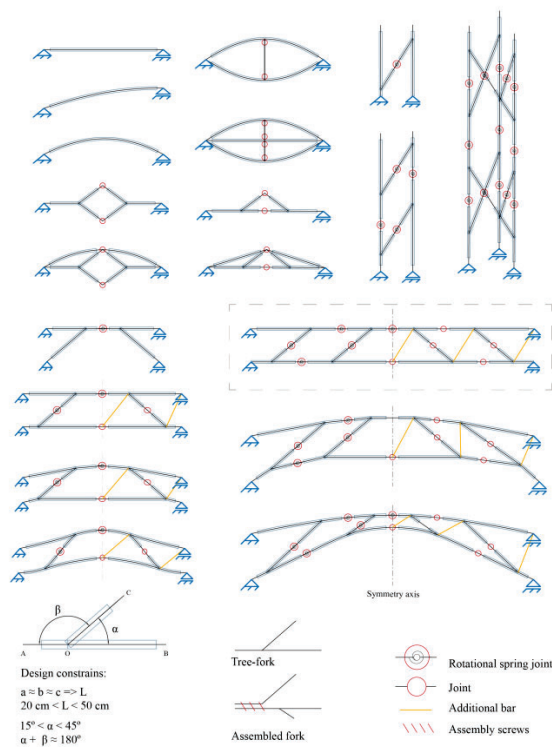 Symmetry axis
C
β
α
A
O
B
Design constrains:
a ≈ b ≈ c => L
20 cm < L < 50 cm
15º < α < 45º
α + β ≈ 180º
Tree-fork
Assembled fork
Rotational spring joint
Joint
Additional bar
Assembly screws